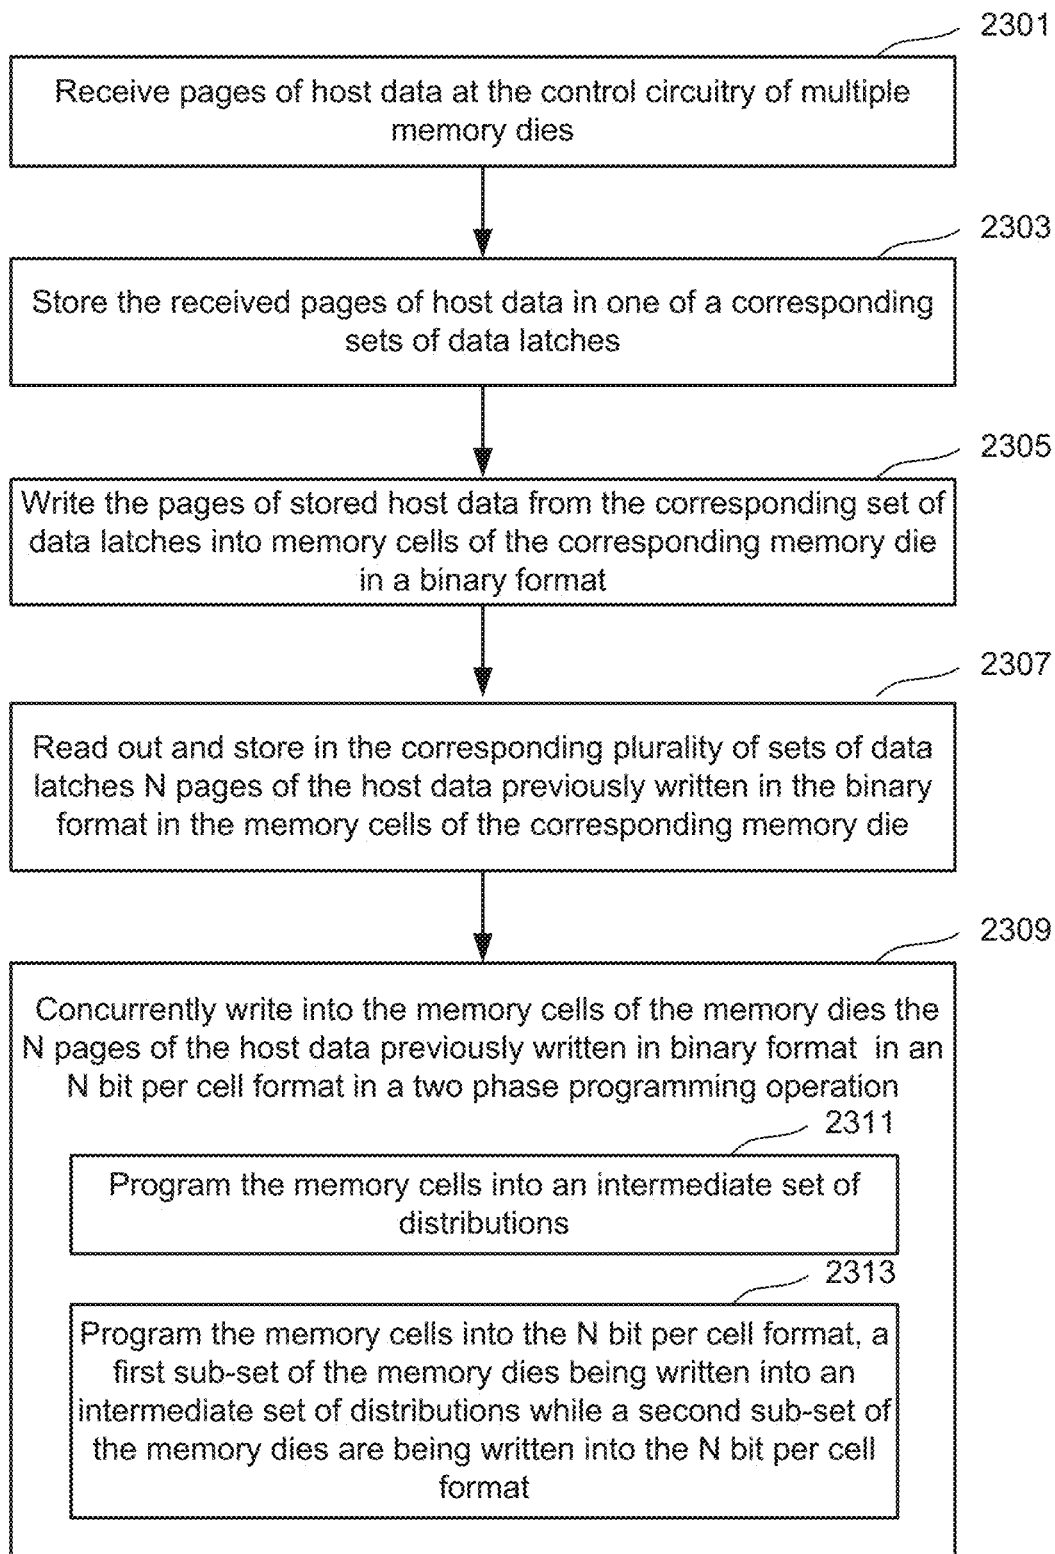 2301
Receive pages of host data at the control circuitry of multiple
memory dies
2303
Store the received pages of host data in one of a corresponding
sets of data latches
2305
Write the pages of stored host data from the corresponding set of
data latches into memory cells of the corresponding memory die
in a binary format
2307
Read out and store in the corresponding plurality of sets of data
latches N pages of the host data previously written in the binary
format in the memory cells of the corresponding memory die
2309
Concurrently write into the memory cells of the memory dies the
N pages of the host data previously written in binary format in an
N bit per cell format in a two phase programming operation
2311
Program the memory cells into an intermediate set of
distributions
2313
Program the memory cells into the N bit per cell format, a
first sub-set of the memory dies being written into an
intermediate set of distributions while a second sub-set of
the memory dies are being written into the N bit per cell
format